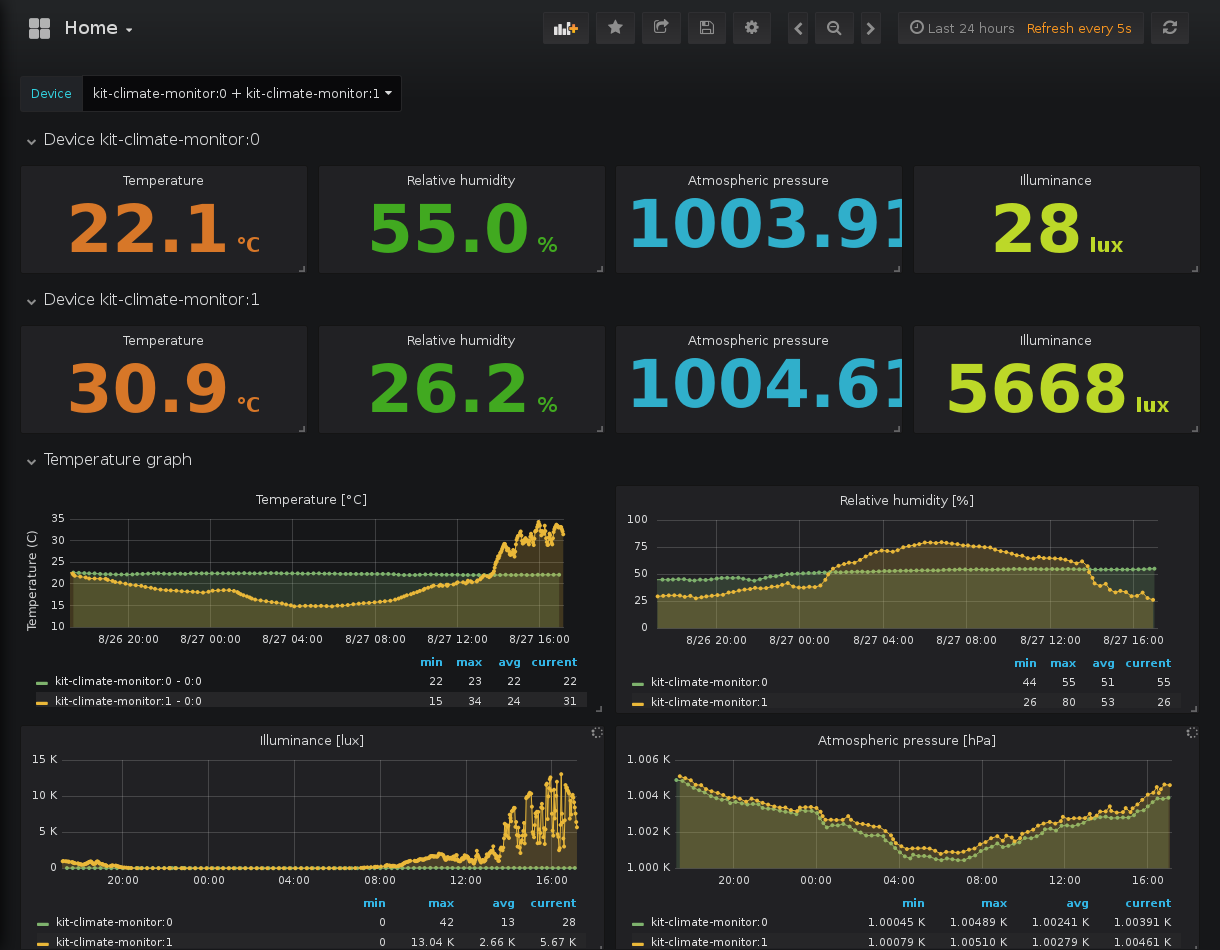 Home
Last 24 hours Refresh every 5s
Device kit-climate-monitor:0 + kit-climate-monitor:1
Device kit-climate-monitor:0
Temperature Relative humidity Atmospheric pressure Illuminance
22.1 °C 55.0 % 1003.91 28 lux
Device kit-climate-monitor:1
Temperature Relative humidity Atmospheric pressure Illuminance
30.9 °C 26.2 % 1004.61 5668 lux
Temperature graph
Temperature [°C]
Temperature (C)
35
30
25
20
15
10
8/26 20:00 8/27 00:00 8/27 04:00 8/27 08:00 8/27 12:00 8/27 16:00
min max avg current
kit-climate-monitor:0 - 0:0 22 23 22 22
kit-climate-monitor:1 - 0:0 15 34 24 31
Relative humidity [%]
100
75
50
25
0
8/26 20:00 8/27 00:00 8/27 04:00 8/27 08:00 8/27 12:00 8/27 16:00
min max avg current
kit-climate-monitor:0 44 55 51 55
kit-climate-monitor:1 26 80 53 26
Illuminance [lux]
15 K
10 K
5 K
0
20:00 00:00 04:00 08:00 12:00 16:00
min max avg current
kit-climate-monitor:0 0 42 13 28
kit-climate-monitor:1 0 13.04 K 2.66 K 5.67 K
Atmospheric pressure [hPa]
1.006 K
1.004 K
1.002 K
1.000 K
20:00 00:00 04:00 08:00 12:00 16:00
min max avg current
kit-climate-monitor:0 1.00045 K 1.00489 K 1.00241 K 1.00391 K
kit-climate-monitor:1 1.00079 K 1.00510 K 1.00279 K 1.00461 K